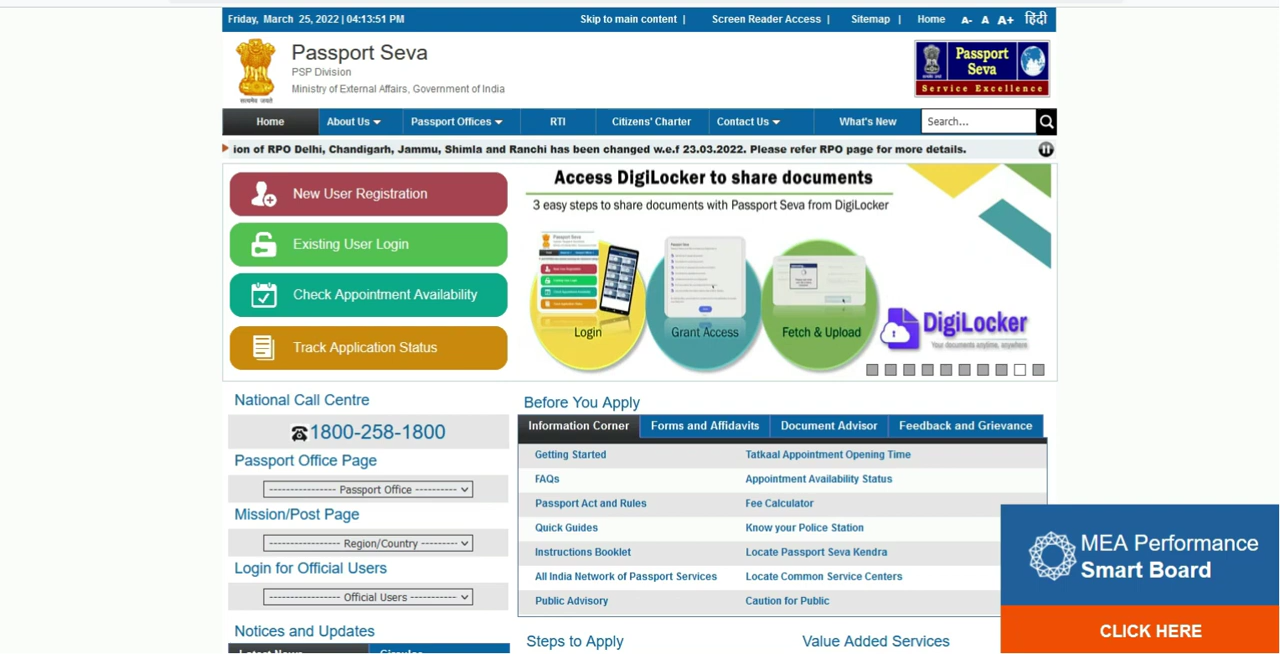 Friday, March 25, 2022 | 04:13:51 PM
Skip to main content |
Screen Reader Access |
Sitemap |
Home
A- A A+ हिंदी
सत्यमेव जयते
Passport Seva
PSP Division
Ministry of External Affairs, Government of India
Passport
Seva
Service Excellence
Home
About Us
Passport Offices
RTI
Citizens' Charter
Contact Us
What's New
Search...
ion of RPO Delhi, Chandigarh, Jammu, Shimla and Ranchi has been changed w.e.f 23.03.2022. Please refer RPO page for more details.
New User Registration
Existing User Login
Check Appointment Availability
Track Application Status
Access DigiLocker to share documents
3 easy steps to share documents with Passport Seva from DigiLocker
Login
Grant Access
Fetch & Upload
DigiLocker
Your documents anytime, anywhere
National Call Centre
1800-258-1800
Passport Office Page
---------------- Passport Office ----------
Mission/Post Page
----------------- Region/Country ---------
Login for Official Users
----------------- Official Users -----------
Notices and Updates
Latest News
Circulars
Before You Apply
Information Corner
Forms and Affidavits
Document Advisor
Feedback and Grievance
Getting Started
Tatkaal Appointment Opening Time
FAQs
Appointment Availability Status
Passport Act and Rules
Fee Calculator
Quick Guides
Know your Police Station
Instructions Booklet
Locate Passport Seva Kendra
All India Network of Passport Services
Locate Common Service Centers
Public Advisory
Caution for Public
Steps to Apply
Value Added Services
MEA Performance
Smart Board
CLICK HERE